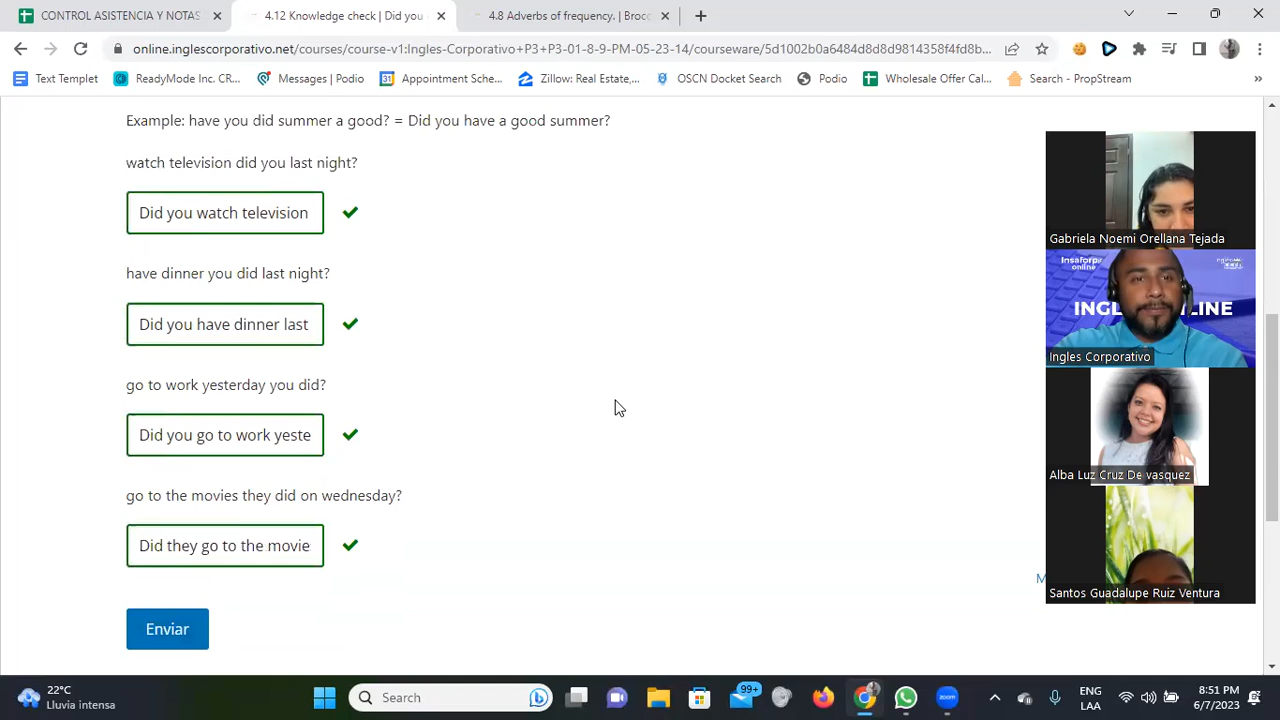 CONTROL ASISTENCIA Y NOTAS
4.12 Knowledge check | Did you
4.8 Adverbs of frequency. | Broc
online.inglescorporativo.net/courses/course-v1:Ingles-Corporativo+P3+P3-01-8-9-PM-05-23-14/courseware/5d1002b0a6484d8d8d9814358f4fd8b...
Text Templet
ReadyMode Inc. CR...
Messages | Podio
Appointment Sche...
Zillow: Real Estate,...
OSCN Docket Search
Podio
Wholesale Offer Cal...
Search - PropStream
Example: have you did summer a good? = Did you have a good summer?
watch television did you last night?
Did you watch television
have dinner you did last night?
Did you have dinner last
go to work yesterday you did?
Did you go to work yeste
go to the movies they did on wednesday?
Did they go to the movie
Enviar
Gabriela Noemi Orellana Tejada
Insaforp
online
Ingles Corporativo
Alba Luz Cruz De vasquez
Santos Guadalupe Ruiz Ventura
22°C
Lluvia intensa
Search
99+
ENG
LAA
8:51 PM
6/7/2023